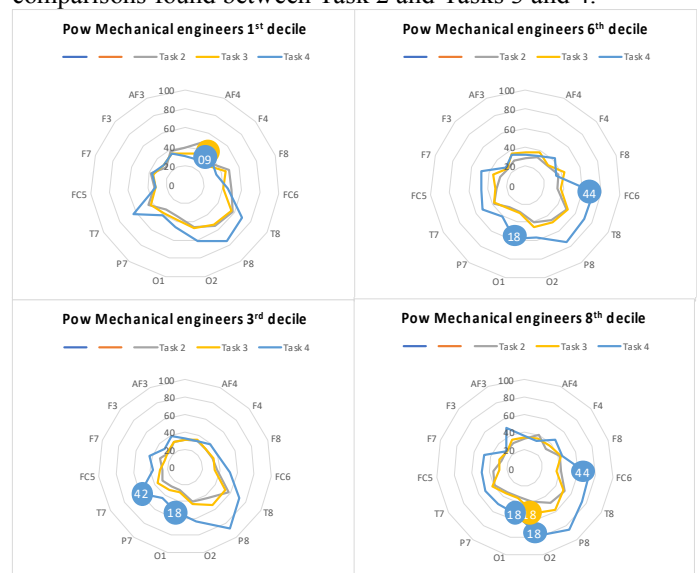 comparisons found between Task 2 and Tasks 3 and 4.
Pow Mechanical engineers 1st decile
Task 2 Task 3 Task 4
100
AF3 80 AF4
F3 60 F4
40
F7 20 F8
0
FC5 FC6
T7 T8
P7 P8
O1 O2
09
Pow Mechanical engineers 6th decile
Task 2 Task 3 Task 4
100
AF3 80 AF4
F3 60 F4
40
F7 20 F8
0
FC5 FC6
T7 T8
P7 P8
O1 O2
44
18
Pow Mechanical engineers 3rd decile
Task 2 Task 3 Task 4
100
AF3 80 AF4
F3 60 F4
40
F7 20 F8
0
FC5 FC6
T7 T8
P7 P8
O1 O2
42
18
Pow Mechanical engineers 8th decile
Task 2 Task 3 Task 4
100
AF3 80 AF4
F3 60 F4
40
F7 20 F8
0
FC5 FC6
T7 T8
P7 P8
O1 O2
44
18 18
18